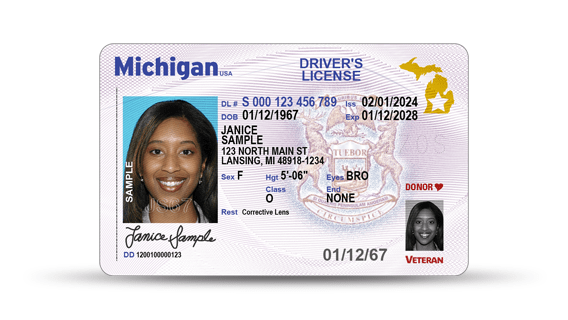 Michigan USA
DRIVER'S
LICENSE
DL # S 000 123 456 789 Iss 02/01/2024
DOB 01/12/1967 Exp 01/12/2028
JANICE
SAMPLE
123 NORTH MAIN ST
LANSING, MI 48918-1234
Sex F Hgt 5'-06" Eyes BRO
Class End
O NONE
Rest Corrective Lens
SAMPLE
TUEBOR
CIRCUMSPICE
DONOR
Janice Sample
DD 1200100000123
01/12/67
VETERAN